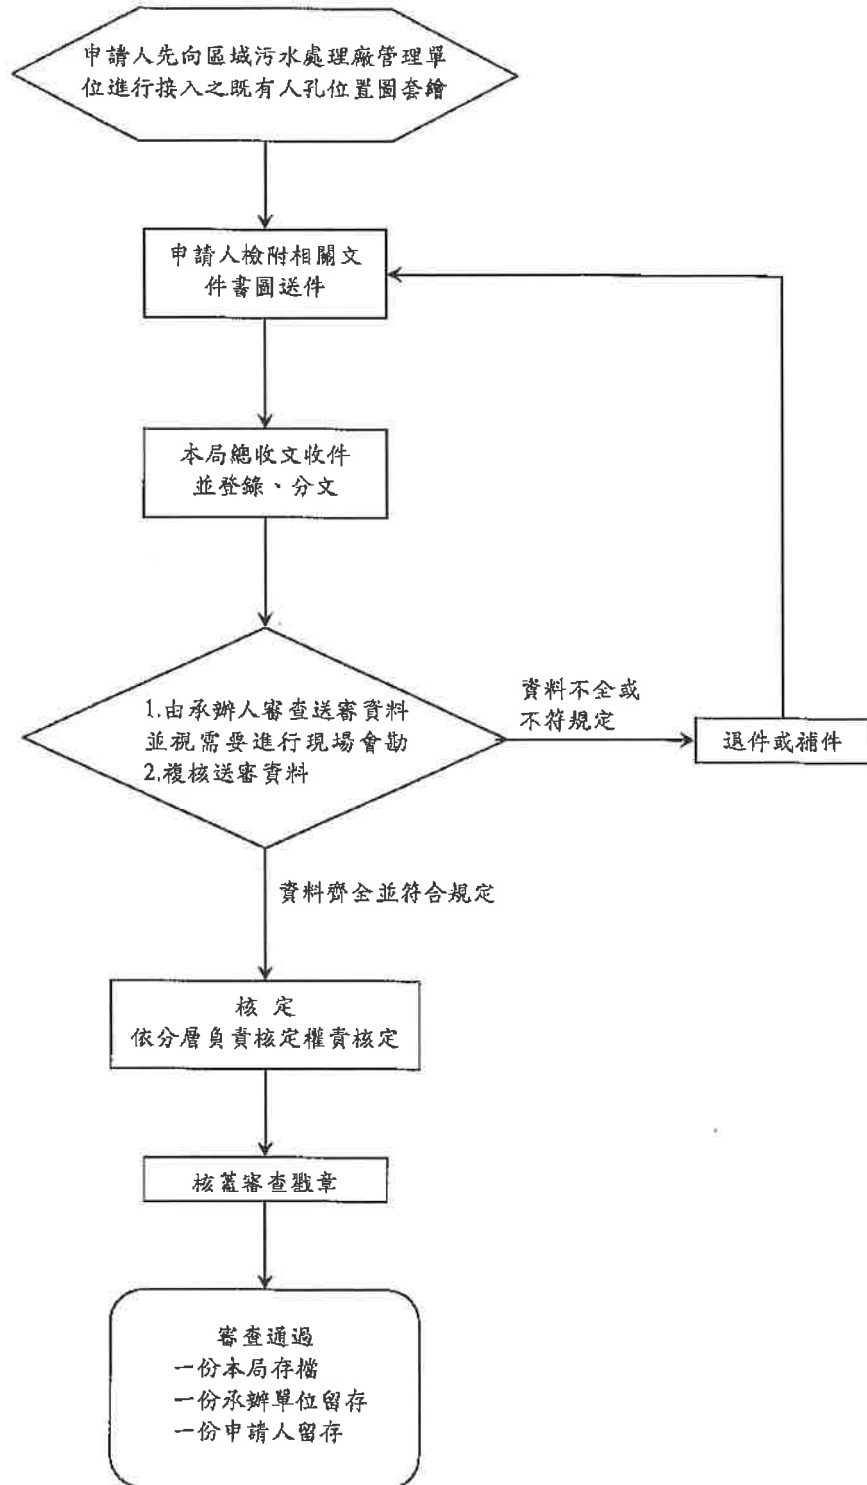 申請人先向區域污水處理廠管理單
位進行接入之既有人孔位置圖套繪
申請人檢附相關文
件書圖送件
本局總收文收件
並登錄、分文
1.由承辦人審查送審資料
並視需要進行現場會勘
2.複核送審資料
資料不全或
不符規定
退件或補件
資料齊全並符合規定
核 定
依分層負責核定權責核定
核蓋審查戳章
審查通過
一份本局存檔
一份承辦單位留存
一份申請人留存